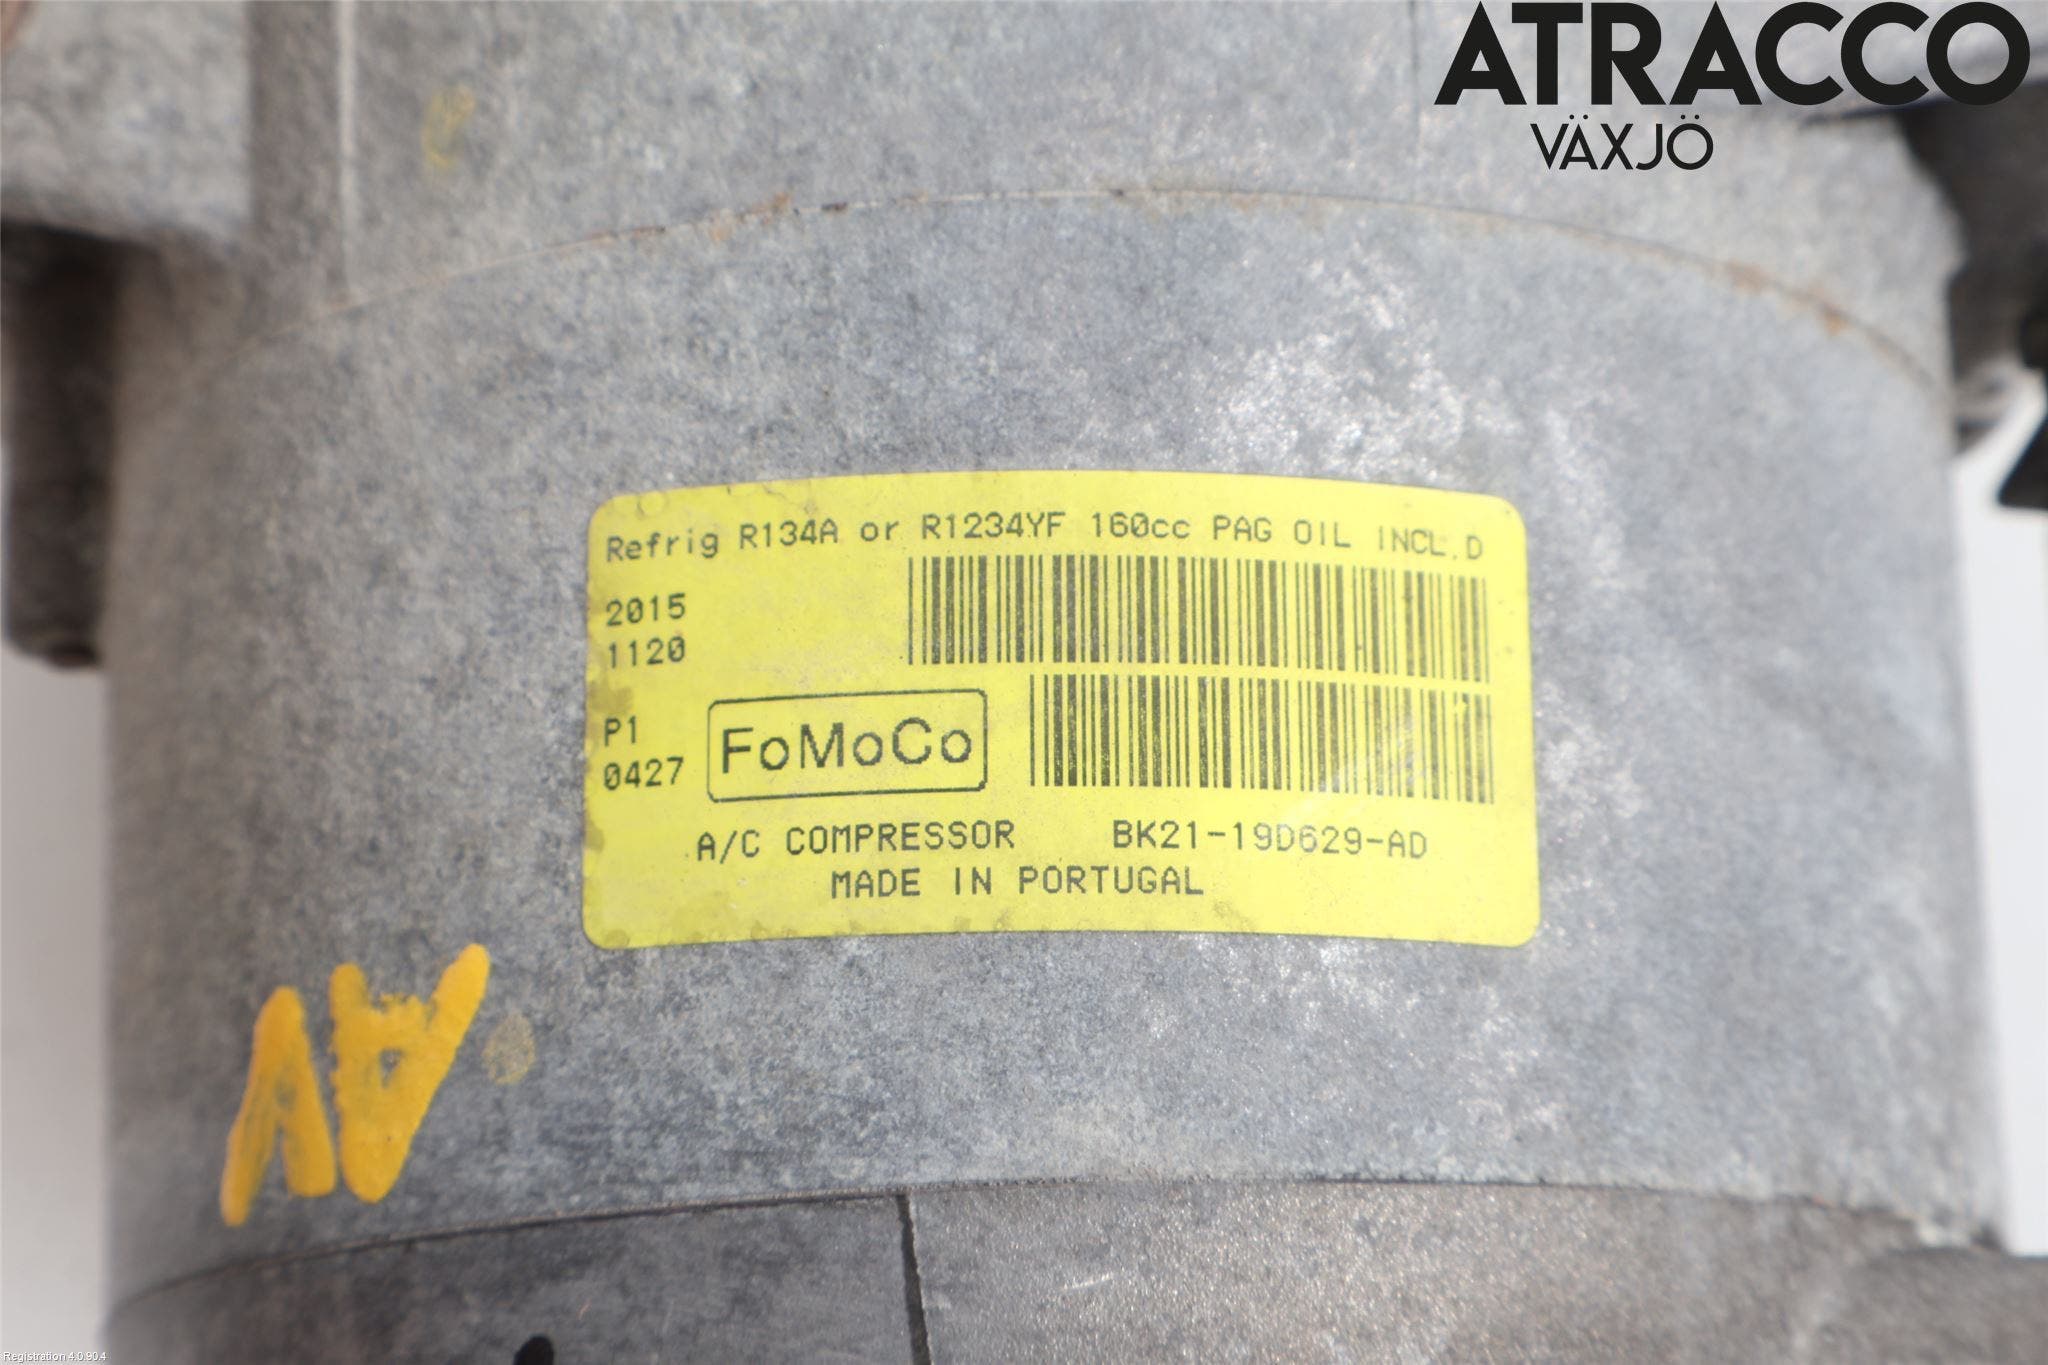 ATRACCO
VÄXJÖ
Refrig R134A or R1234YF 160cc PAG OIL INCL.D
2015
1120
P1
0427
FoMoCo
A/C COMPRESSOR BK21-19D629-AD
MADE IN PORTUGAL
Registration 4.0.90.4